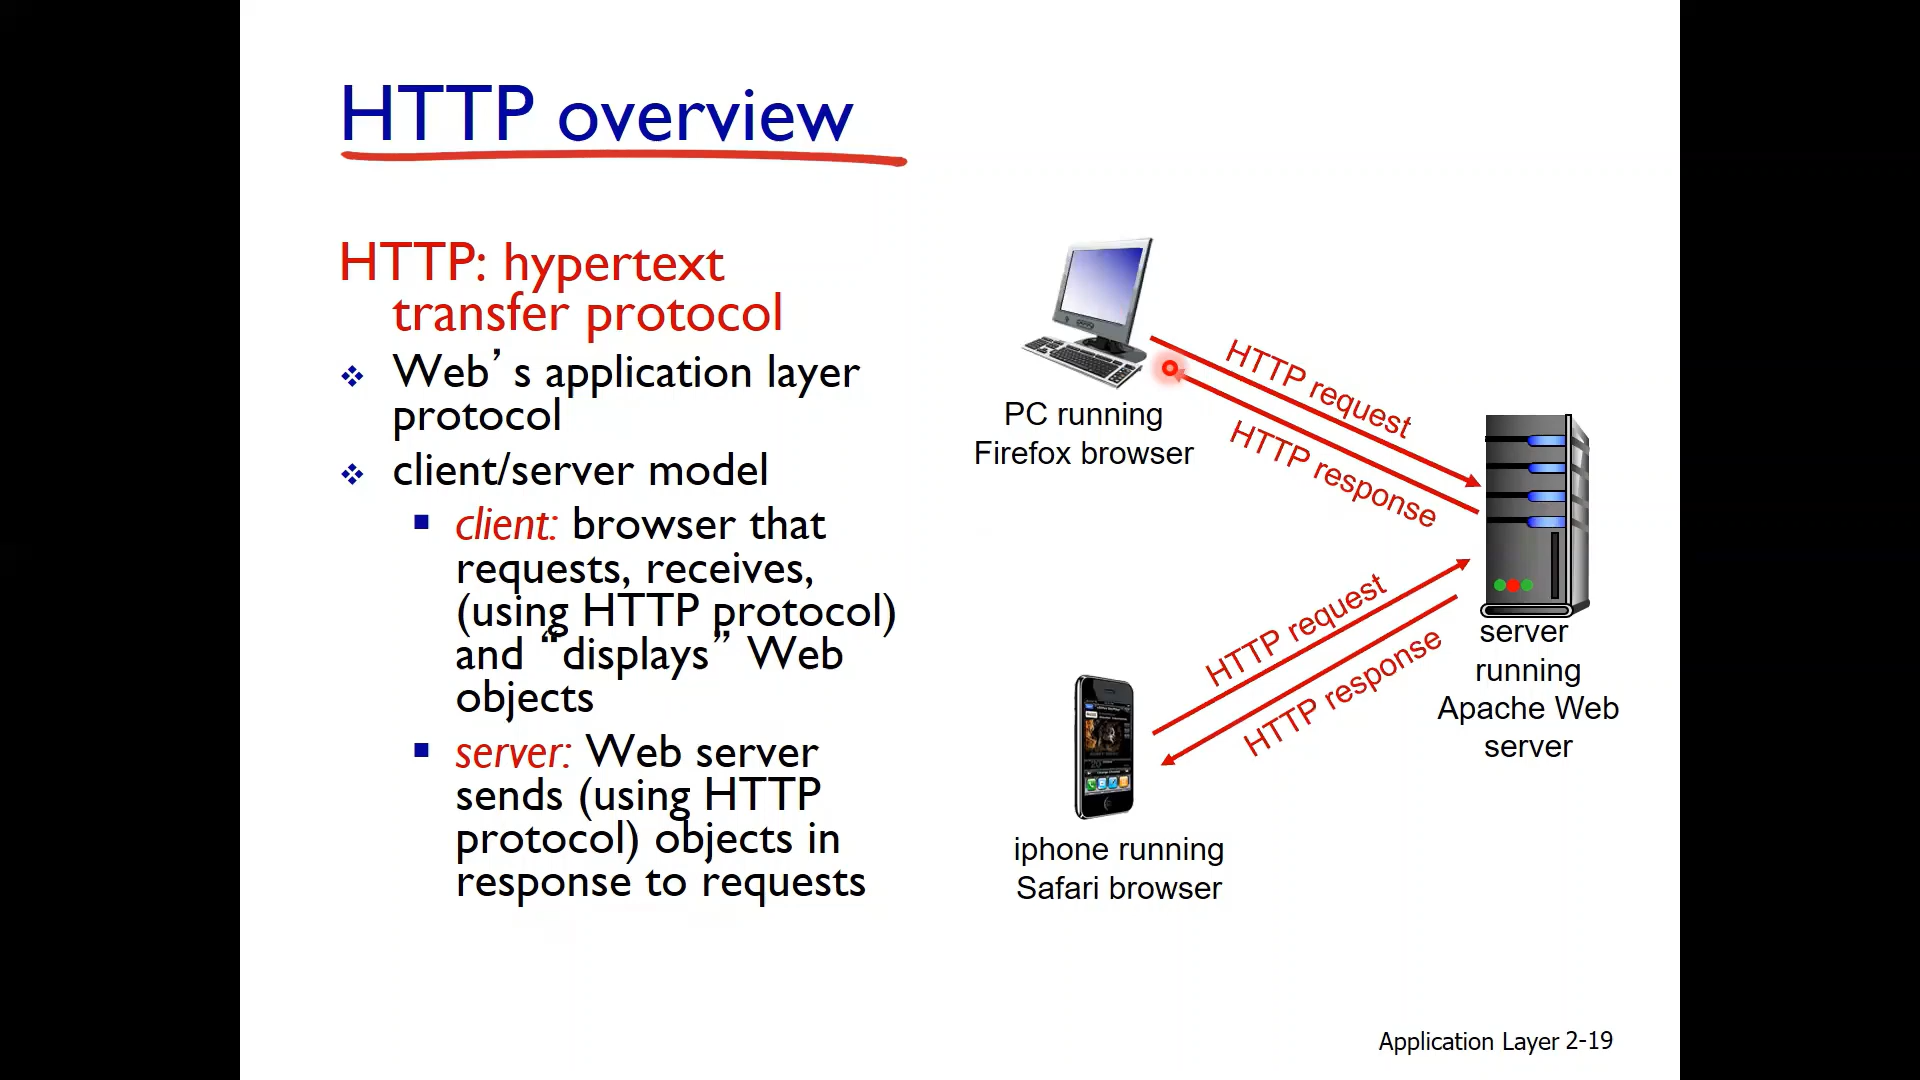 HTTP overview
HTTP: hypertext
transfer protocol
Web’s application layer
protocol
client/server model
client: browser that
requests, receives,
(using HTTP protocol)
and “displays” Web
objects
server: Web server
sends (using HTTP
protocol) objects in
response to requests
PC running
Firefox browser
HTTP request
HTTP response
HTTP request
HTTP response
server
running
Apache Web
server
iphone running
Safari browser
Application Layer 2-19